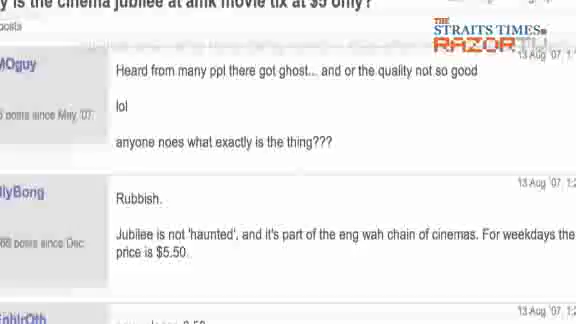 is the cinema jubilee at amk movie tix at $5 only?
posts
THE STRAITS TIMES
RAZORTV
MOguy
13 Aug '07, 1:
Heard from many ppl there got ghost... and or the quality not so good
posts since May '07
lol
anyone noes what exactly is the thing???
llyBong
13 Aug '07, 1:
Rubbish.
posts since Dec
Jubilee is not 'haunted', and it's part of the eng wah chain of cinemas. For weekdays the
price is $5.50.
13 Aug '07, 1: